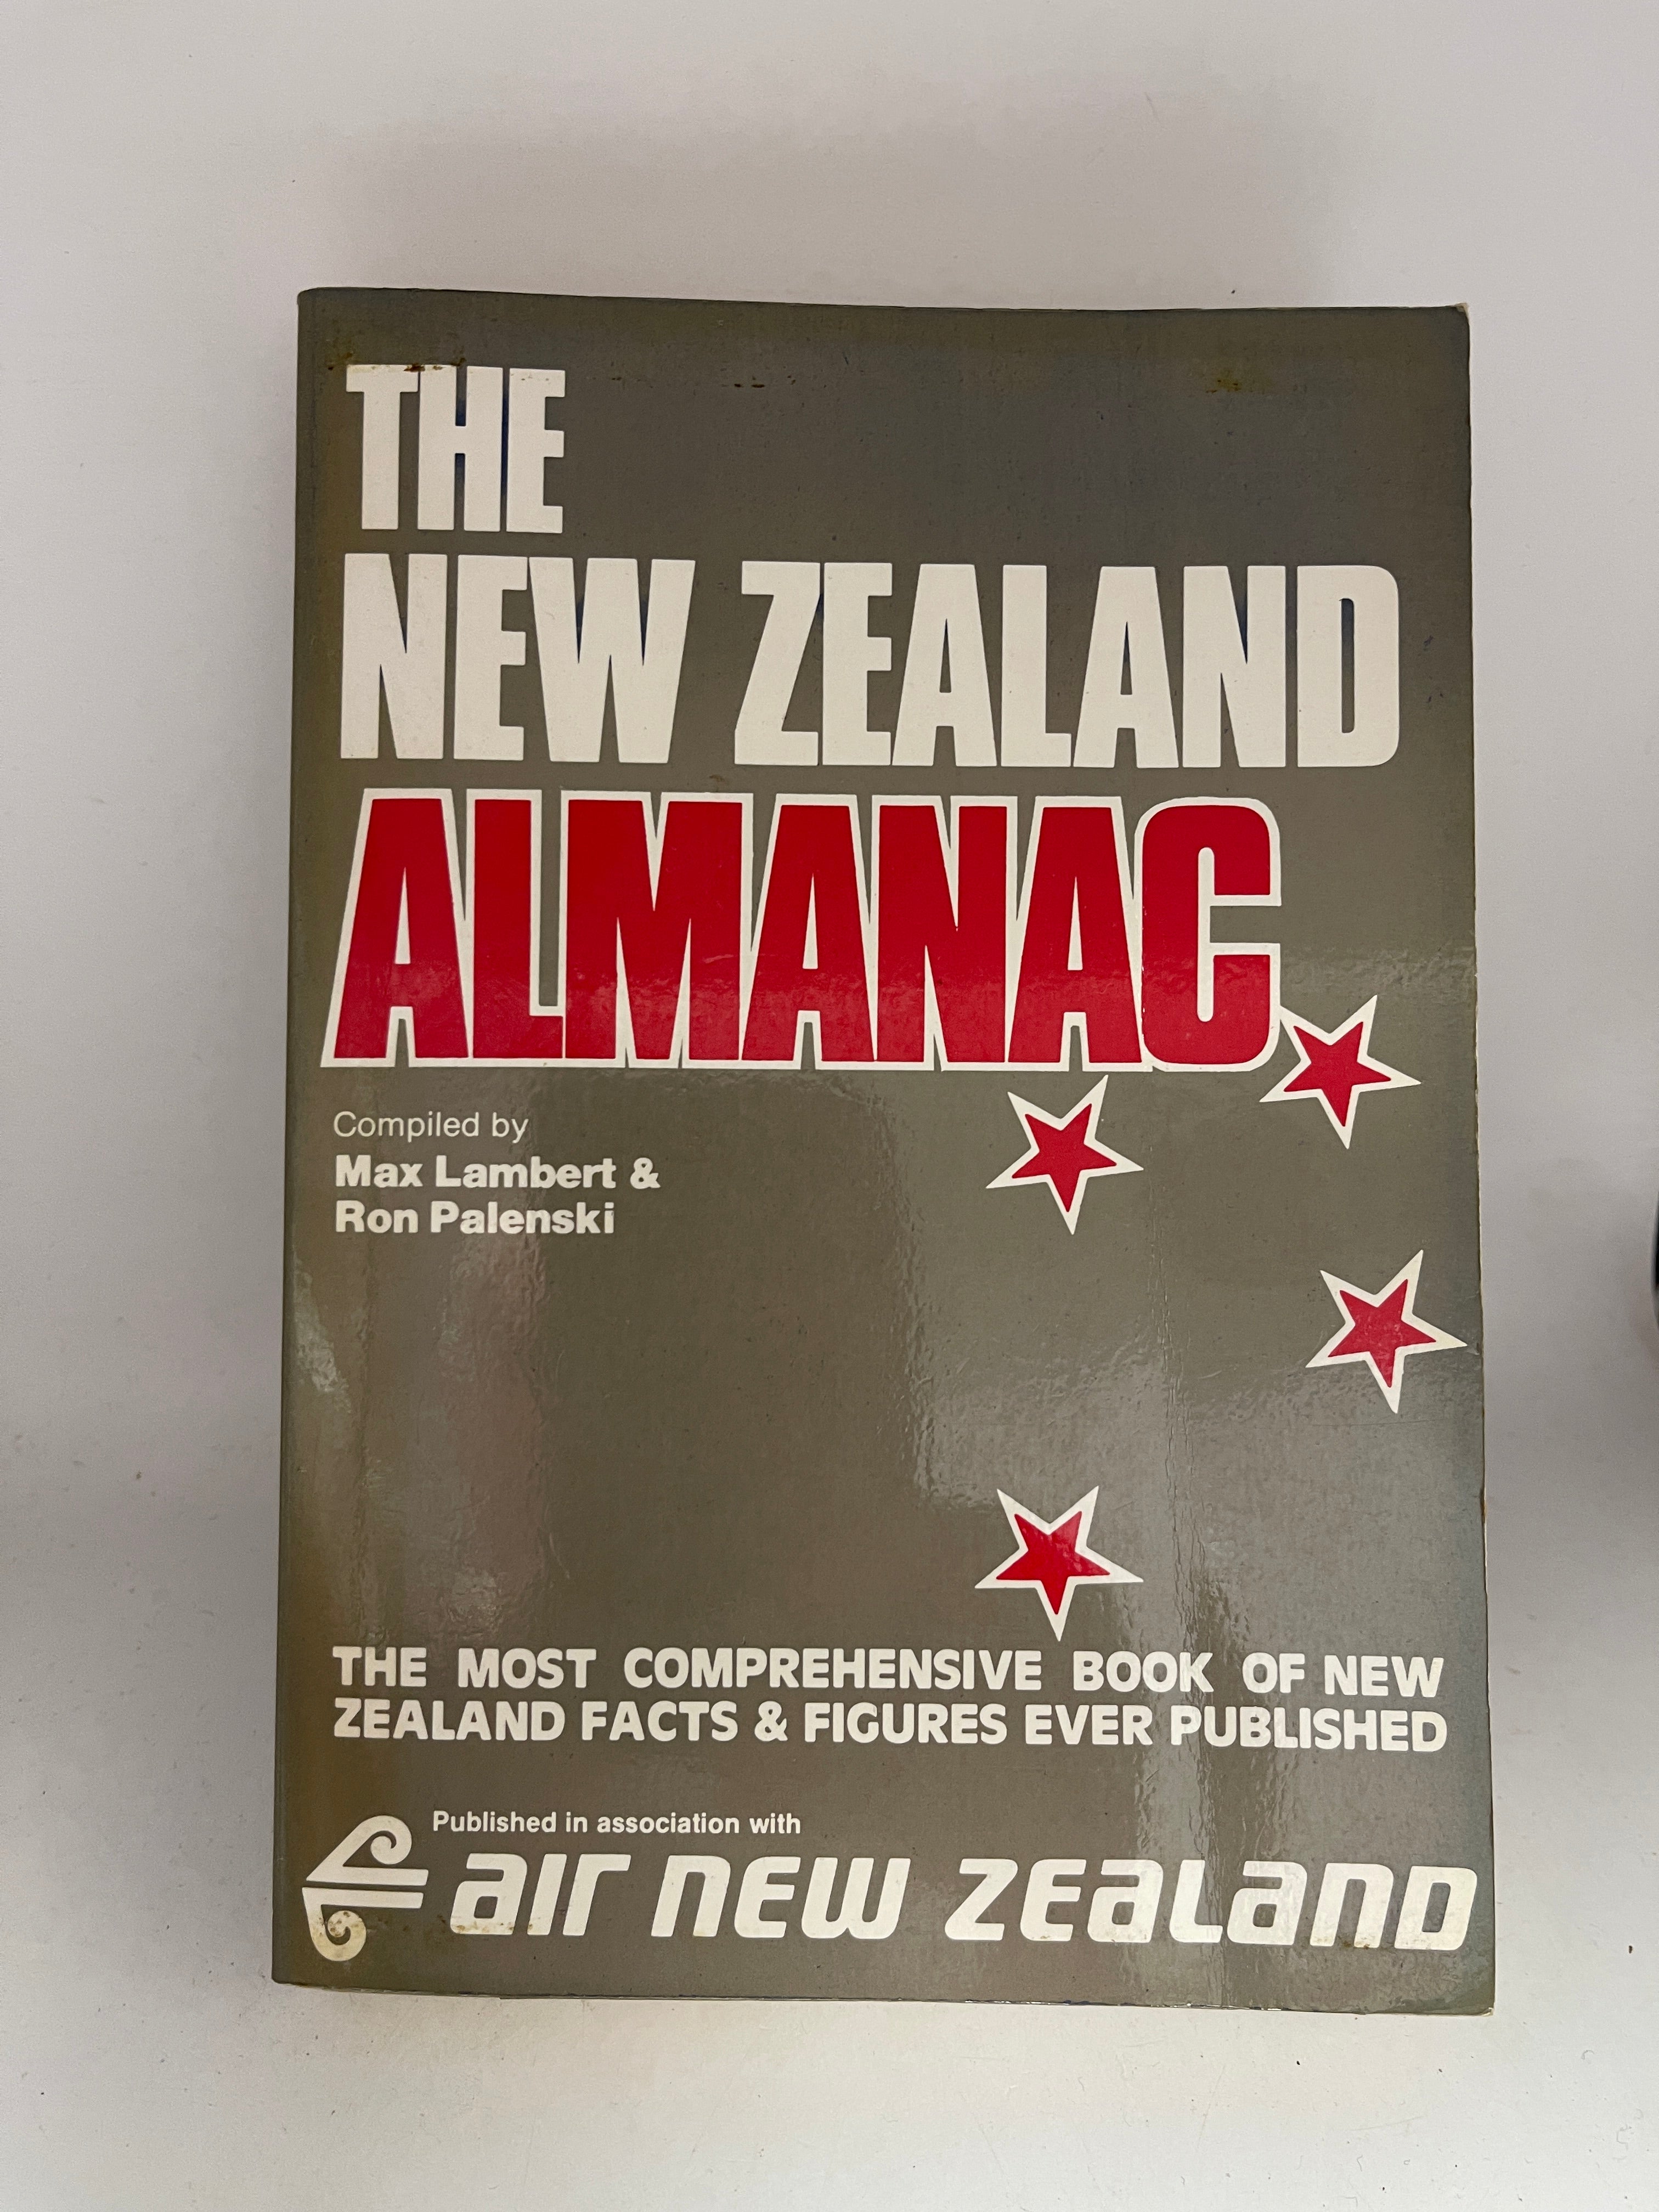 THE
NEW ZEALAND
ALMANAC
Compiled by
Max Lambert &
Ron Palenski
THE MOST COMPREHENSIVE BOOK OF NEW
ZEALAND FACTS & FIGURES EVER PUBLISHED
Published in association with
air new zealand